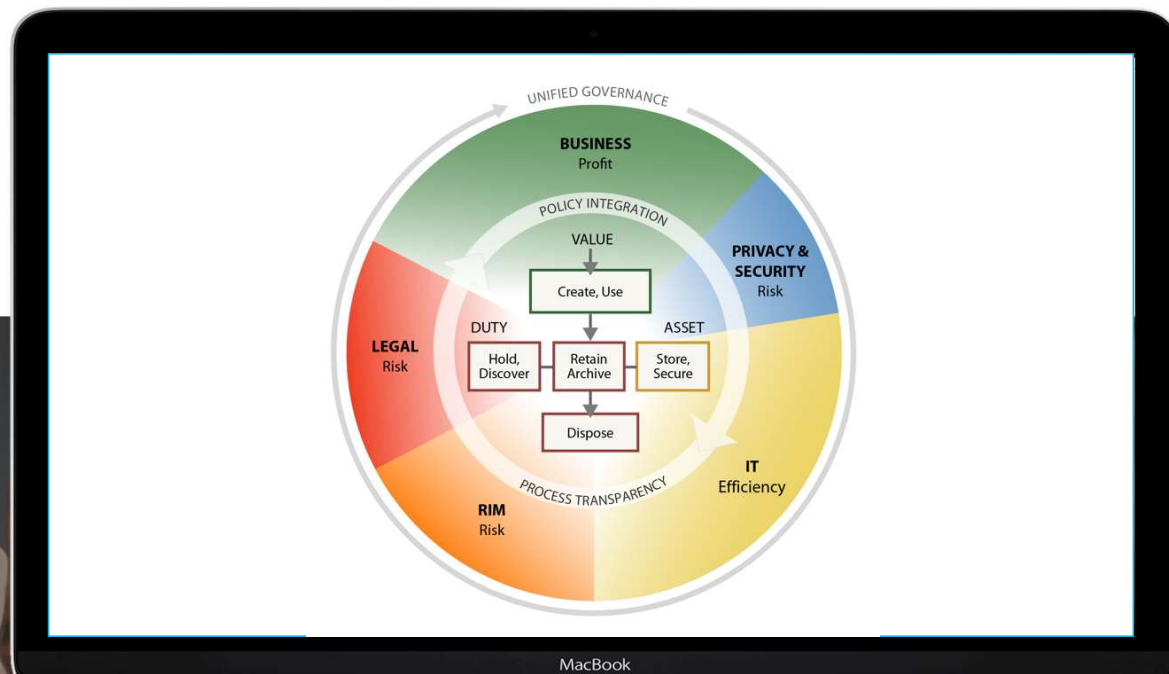 UNIFIED GOVERNANCE
BUSINESS
Profit
POLICY INTEGRATION
VALUE
PRIVACY &
SECURITY
Risk
Create, Use
DUTY
ASSET
LEGAL
Risk
Hold,
Discover
Retain
Archive
Store,
Secure
Dispose
IT
Efficiency
PROCESS TRANSPARENCY
RIM
Risk
MacBook